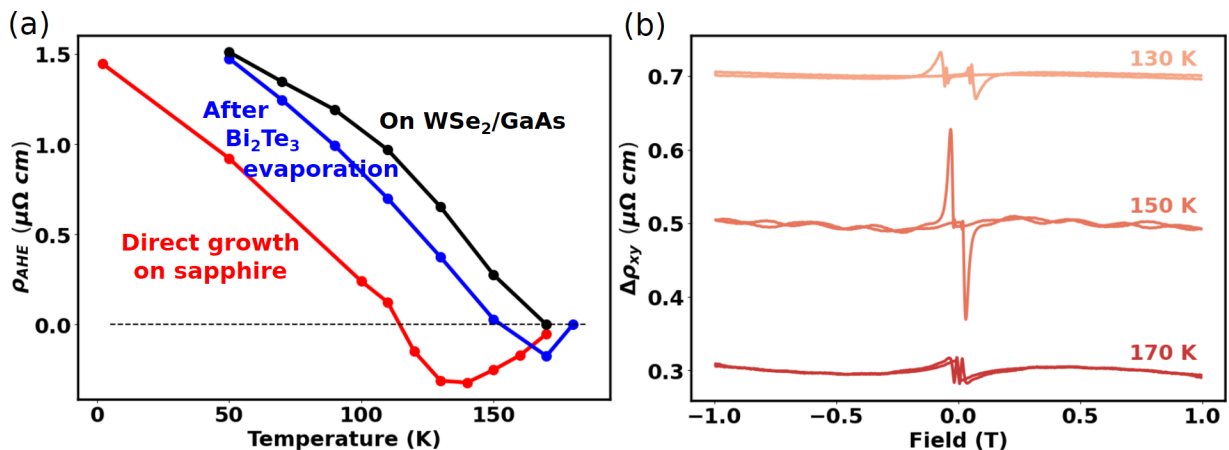 (a)
1.5
1.0
0.5
0.0
ρAHE (μΩ cm)
After
Bi₂Te₃
evaporation
On WSe₂/GaAs
Direct growth
on sapphire
0 50 100 150
Temperature (K)
(b)
0.7
0.6
0.5
0.4
0.3
Δρxy (μΩ cm)
130 K
150 K
170 K
−1.0 −0.5 0.0 0.5 1.0
Field (T)